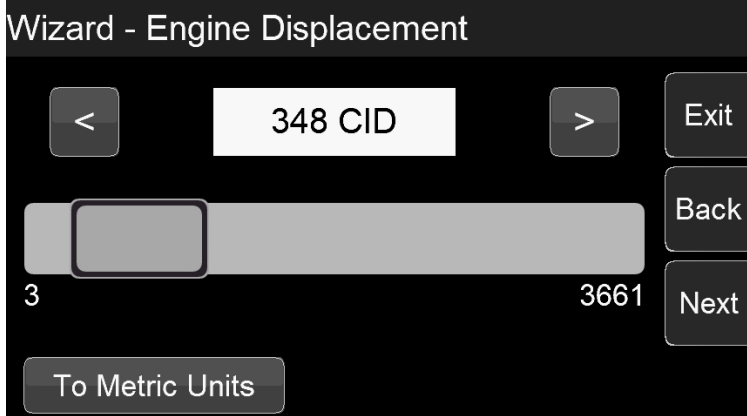 Wizard - Engine Displacement
< 348 CID >
Exit
Back
3 3661
Next
To Metric Units